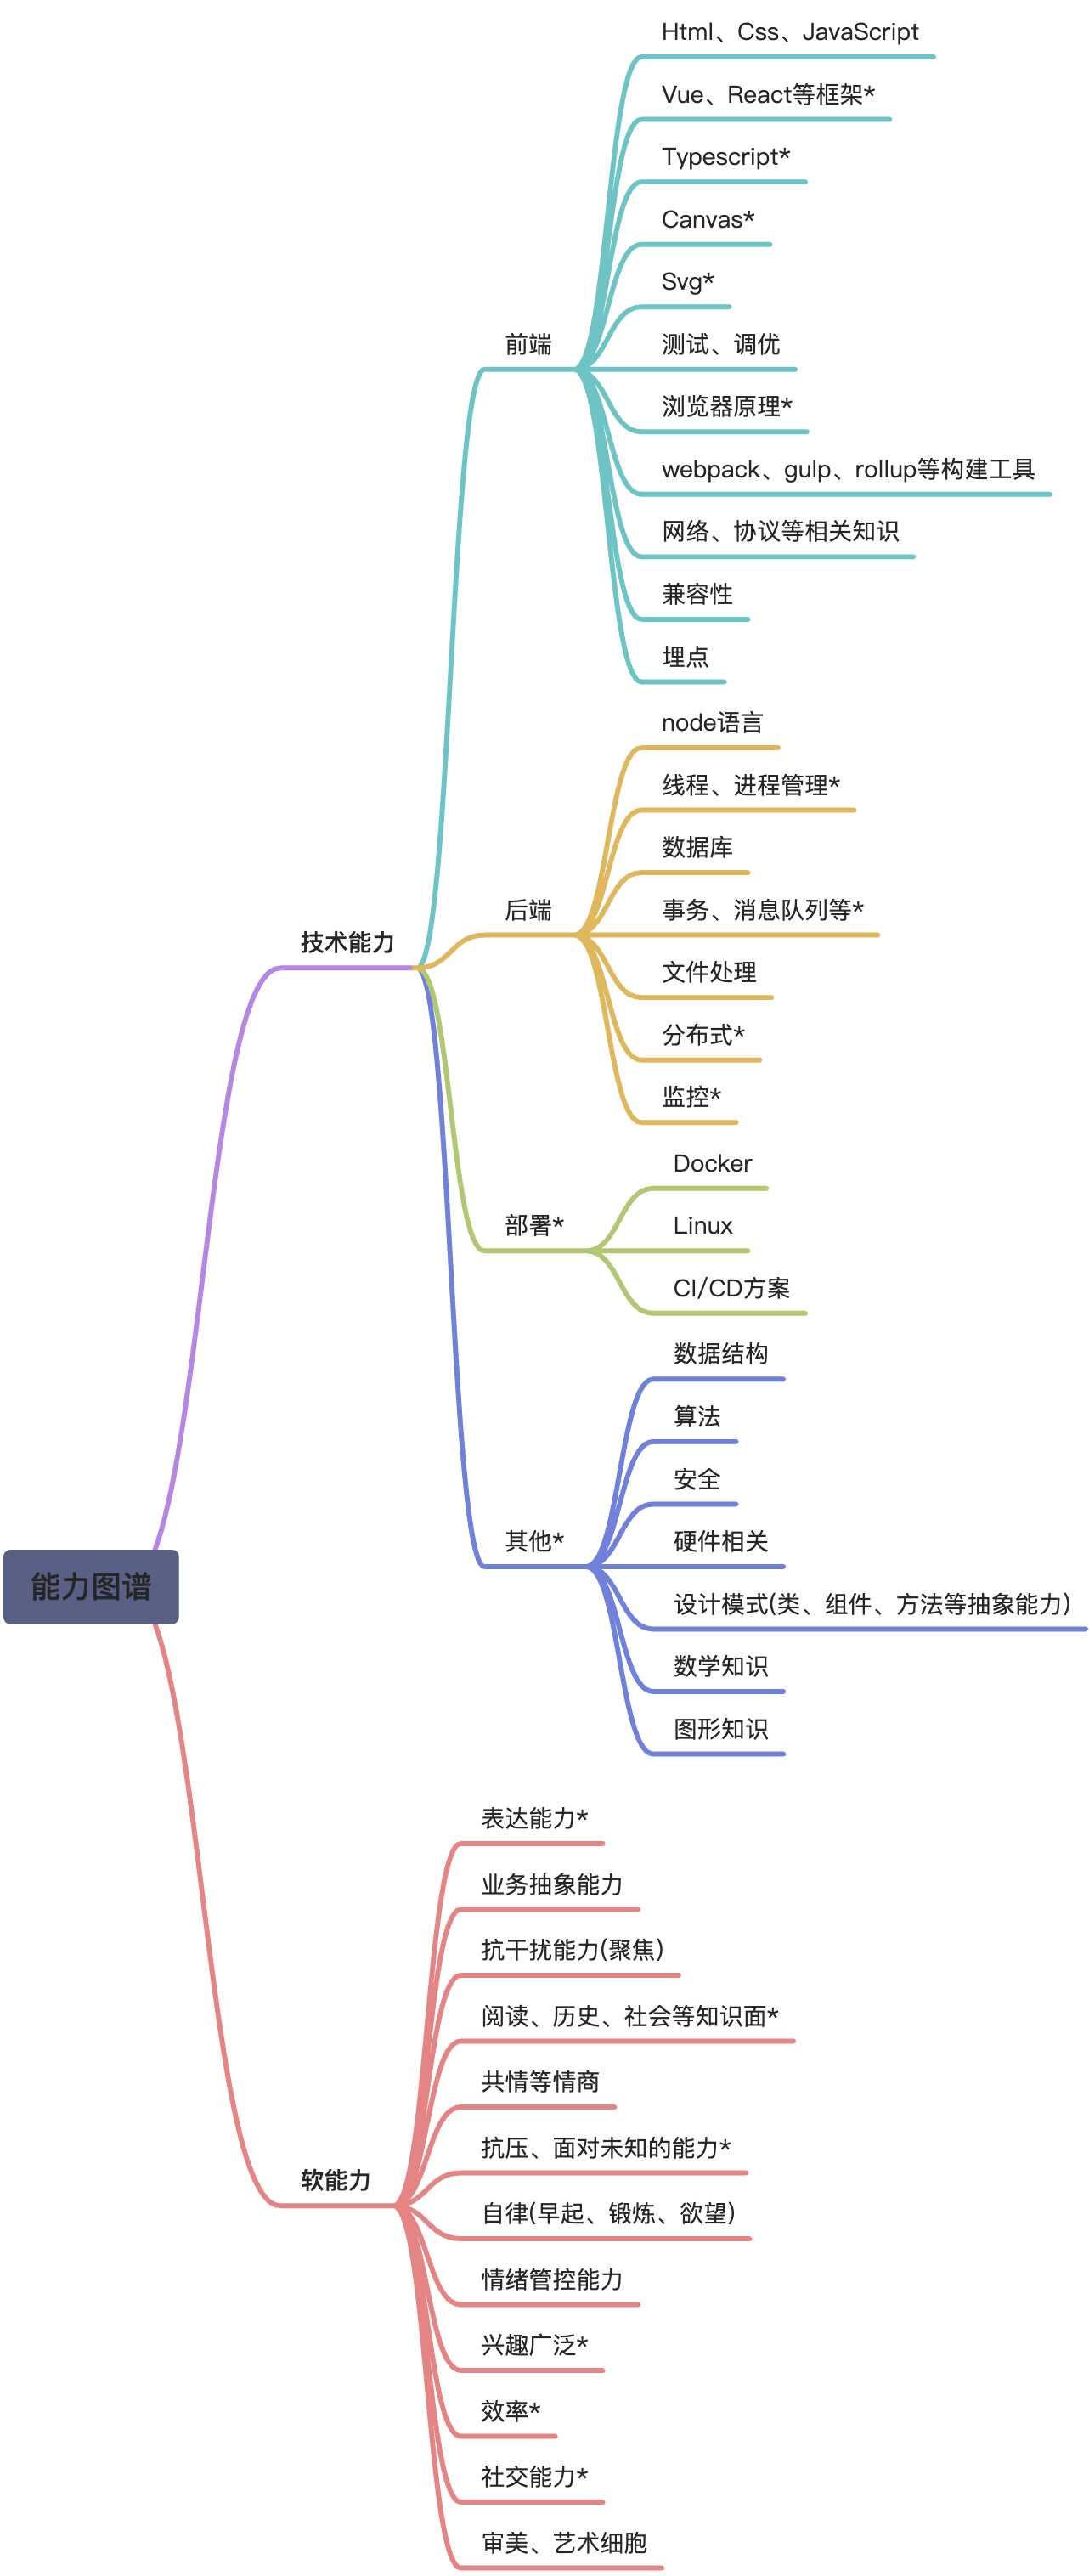 能力图谱
技术能力
前端
Html、Css、JavaScript
Vue、React等框架*
Typescript*
Canvas*
Svg*
测试、调优
浏览器原理*
webpack、gulp、rollup等构建工具
网络、协议等相关知识
兼容性
埋点
后端
node语言
线程、进程管理*
数据库
事务、消息队列等*
文件处理
分布式*
监控*
部署*
Docker
Linux
CI/CD方案
其他*
数据结构
算法
安全
硬件相关
设计模式(类、组件、方法等抽象能力)
数学知识
图形知识
软能力
表达能力*
业务抽象能力
抗干扰能力(聚焦)
阅读、历史、社会等知识面*
共情等情商
抗压、面对未知的能力*
自律(早起、锻炼、欲望)
情绪管控能力
兴趣广泛*
效率*
社交能力*
审美、艺术细胞